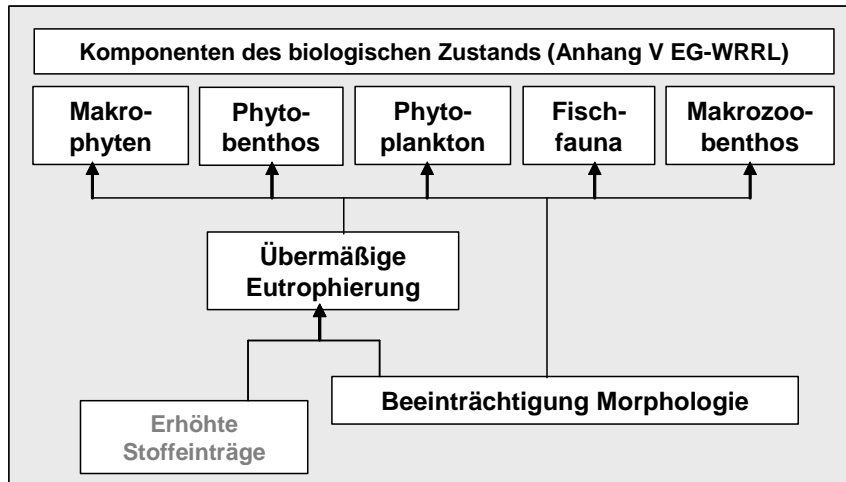 Komponenten des biologischen Zustands (Anhang V EG-WRRL)
Makro-
phyten
Phyto-
benthos
Phyto-
plankton
Fisch-
fauna
Makrozoo-
benthos
Übermäßige
Eutrophierung
Beeinträchtigung Morphologie
Erhöhte
Stoffeinträge